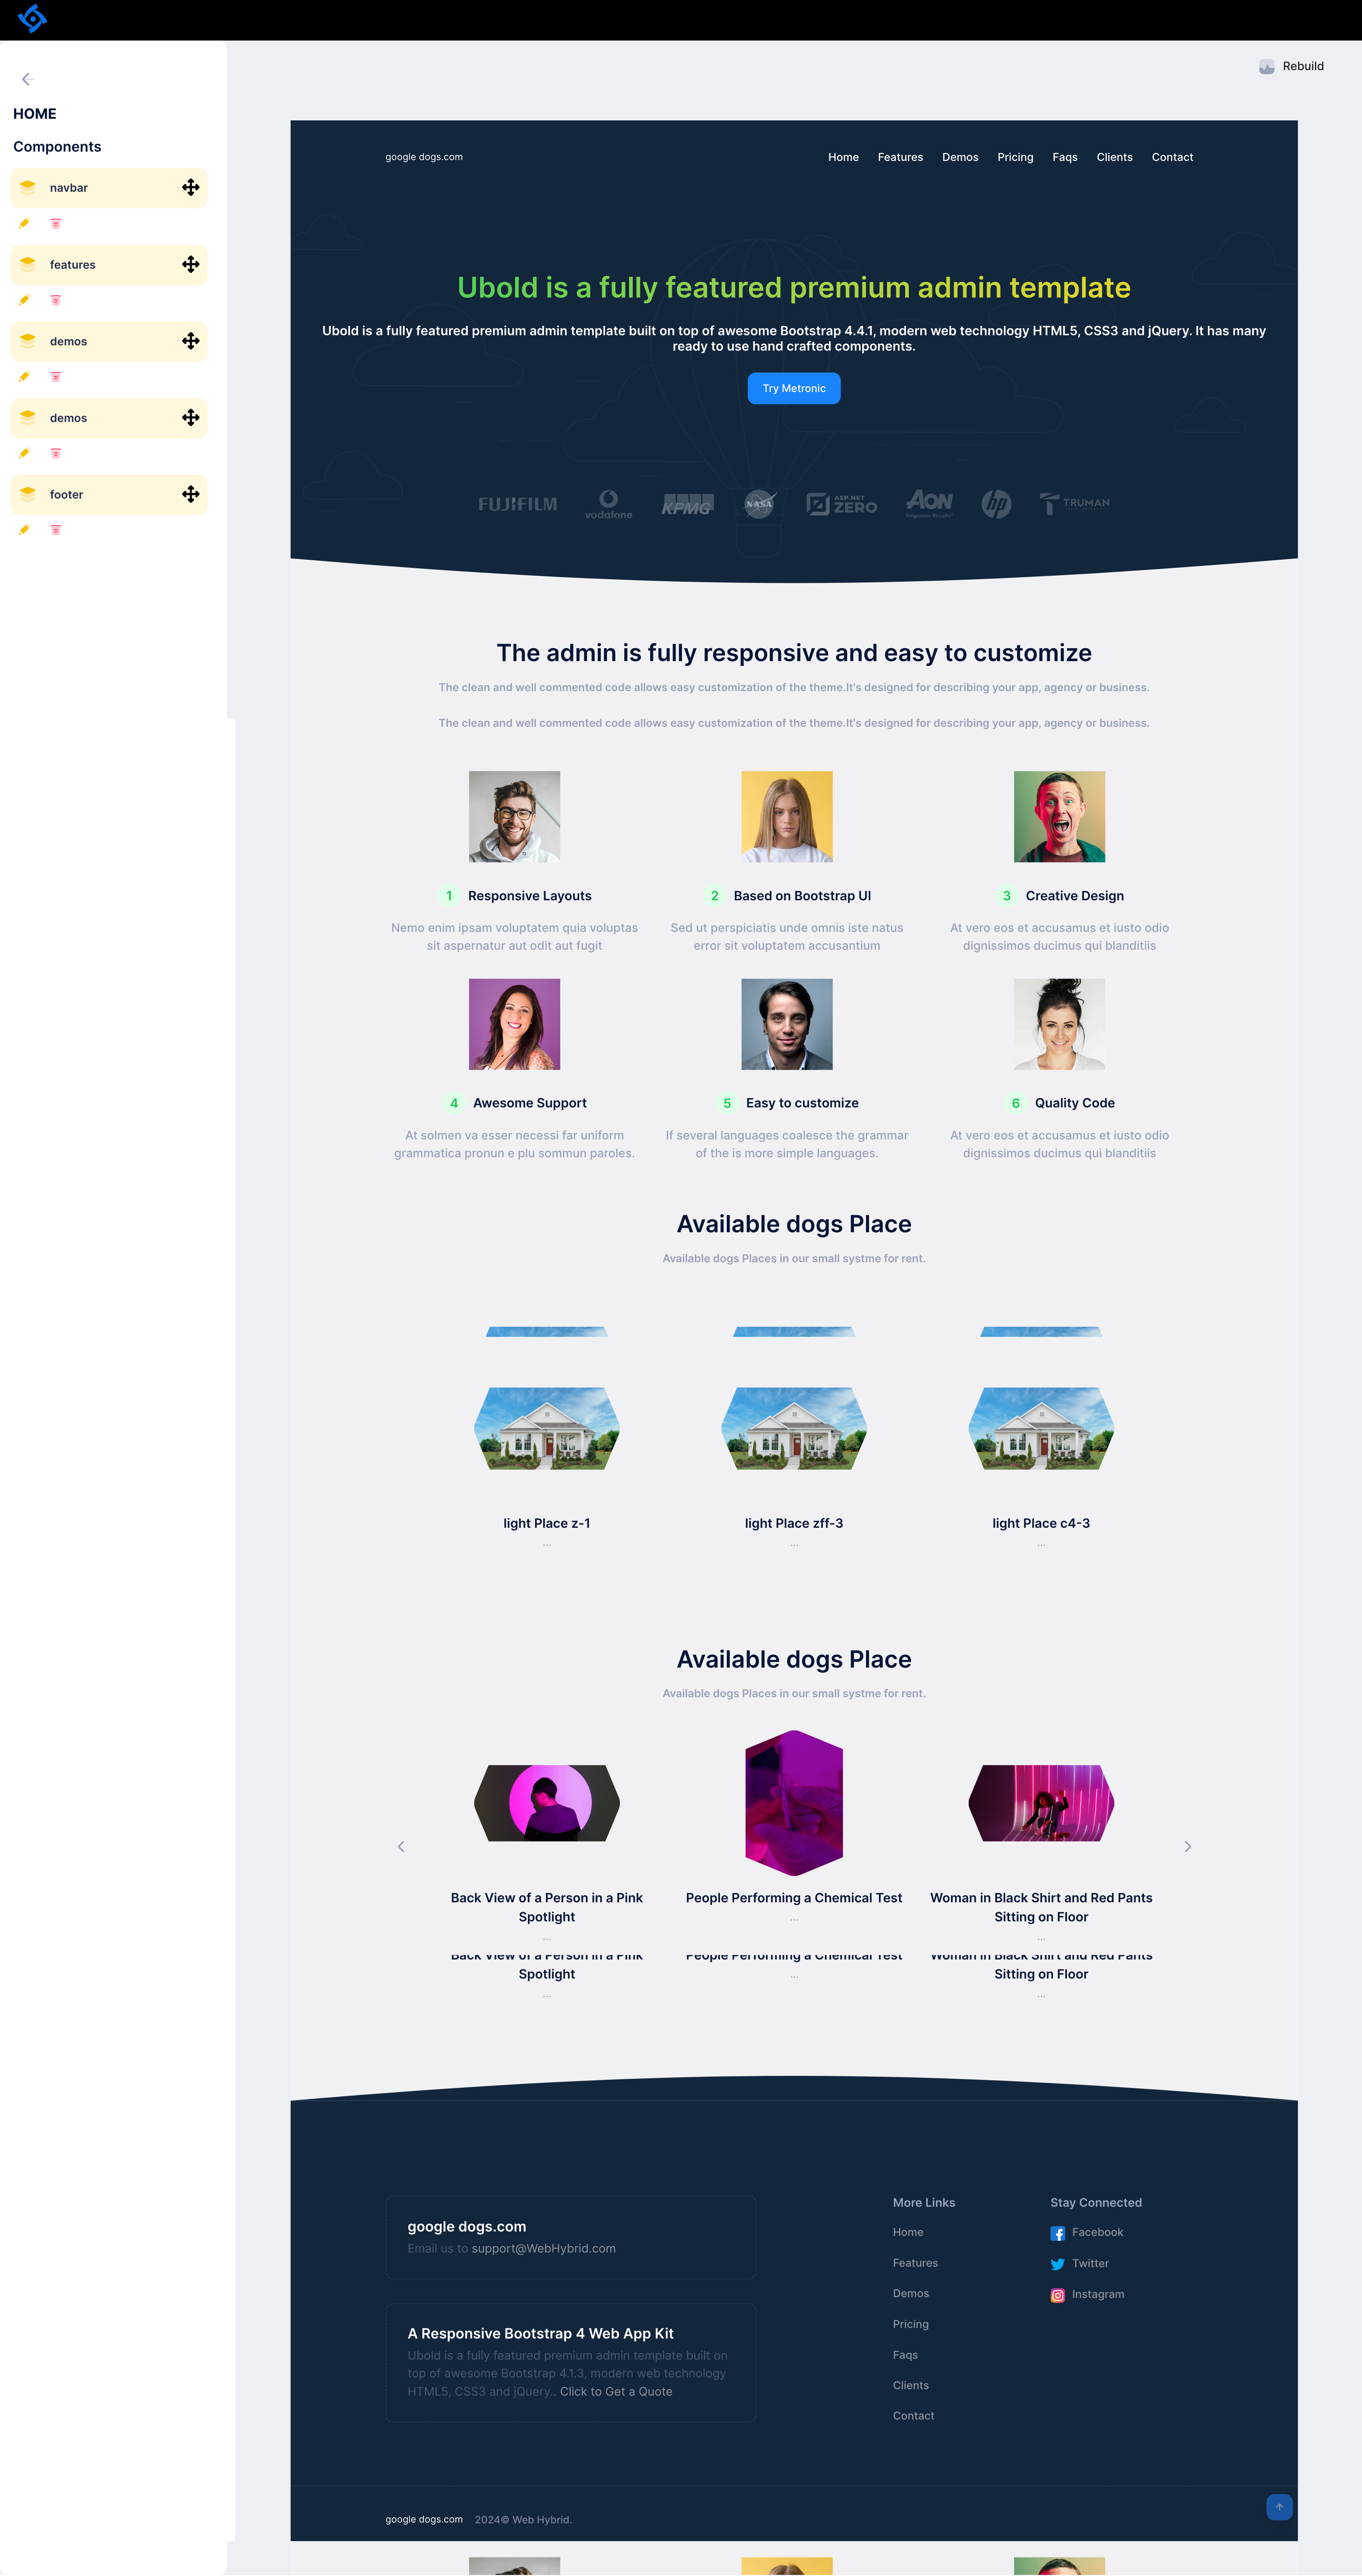 Rebuild
HOME
Components
navbar
features
demos
demos
footer
google dogs.com
Home Features Demos Pricing Faqs Clients Contact
Ubold is a fully featured premium admin template
Ubold is a fully featured premium admin template built on top of awesome Bootstrap 4.4.1, modern web technology HTML5, CSS3 and jQuery. It has many
ready to use hand crafted components.
Try Metronic
FUJIFILM vodafone KPMG NASA ASP.NET ZERO AON Empower Results® hp TRUMAN
The admin is fully responsive and easy to customize
The clean and well commented code allows easy customization of the theme.It's designed for describing your app, agency or business.
The clean and well commented code allows easy customization of the theme.It's designed for describing your app, agency or business.
1 Responsive Layouts
Nemo enim ipsam voluptatem quia voluptas
sit aspernatur aut odit aut fugit
2 Based on Bootstrap UI
Sed ut perspiciatis unde omnis iste natus
error sit voluptatem accusantium
3 Creative Design
At vero eos et accusamus et iusto odio
dignissimos ducimus qui blanditiis
4 Awesome Support
At solmen va esser necessi far uniform
grammatica pronun e plu sommun paroles.
5 Easy to customize
If several languages coalesce the grammar
of the is more simple languages.
6 Quality Code
At vero eos et accusamus et iusto odio
dignissimos ducimus qui blanditiis
Available dogs Place
Available dogs Places in our small systme for rent.
light Place z-1
...
light Place zff-3
...
light Place c4-3
...
Available dogs Place
Available dogs Places in our small systme for rent.
Back View of a Person in a Pink
Spotlight
...
People Performing a Chemical Test
...
Woman in Black Shirt and Red Pants
Sitting on Floor
...
Back View of a Person in a Pink
Spotlight
...
People Performing a Chemical Test
...
Woman in Black Shirt and Red Pants
Sitting on Floor
...
google dogs.com
Email us to support@WebHybrid.com
A Responsive Bootstrap 4 Web App Kit
Ubold is a fully featured premium admin template built on
top of awesome Bootstrap 4.1.3, modern web technology
HTML5, CSS3 and jQuery.. Click to Get a Quote
More Links
Home
Features
Demos
Pricing
Faqs
Clients
Contact
Stay Connected
Facebook
Twitter
Instagram
google dogs.com 2024© Web Hybrid.